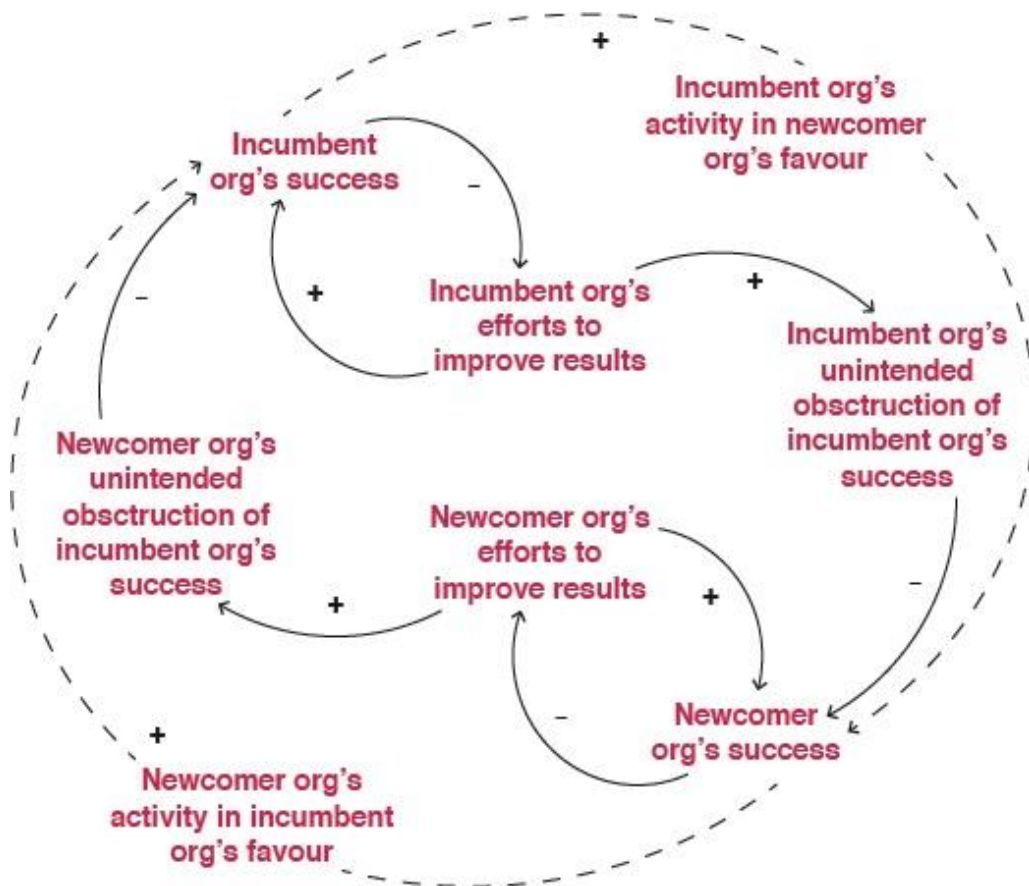 +
Incumbent org's
activity in newcomer
org's favour
Incumbent
org's success
–
+
Incumbent org's
efforts to
improve results
+
Incumbent org's
unintended
obsctruction of
incumbent org's
success
–
Newcomer org's
unintended
obsctruction of
incumbent org's
success
Newcomer org's
efforts to
improve results
+
+
–
–
Newcomer
org's success
+
Newcomer org's
activity in incumbent
org's favour